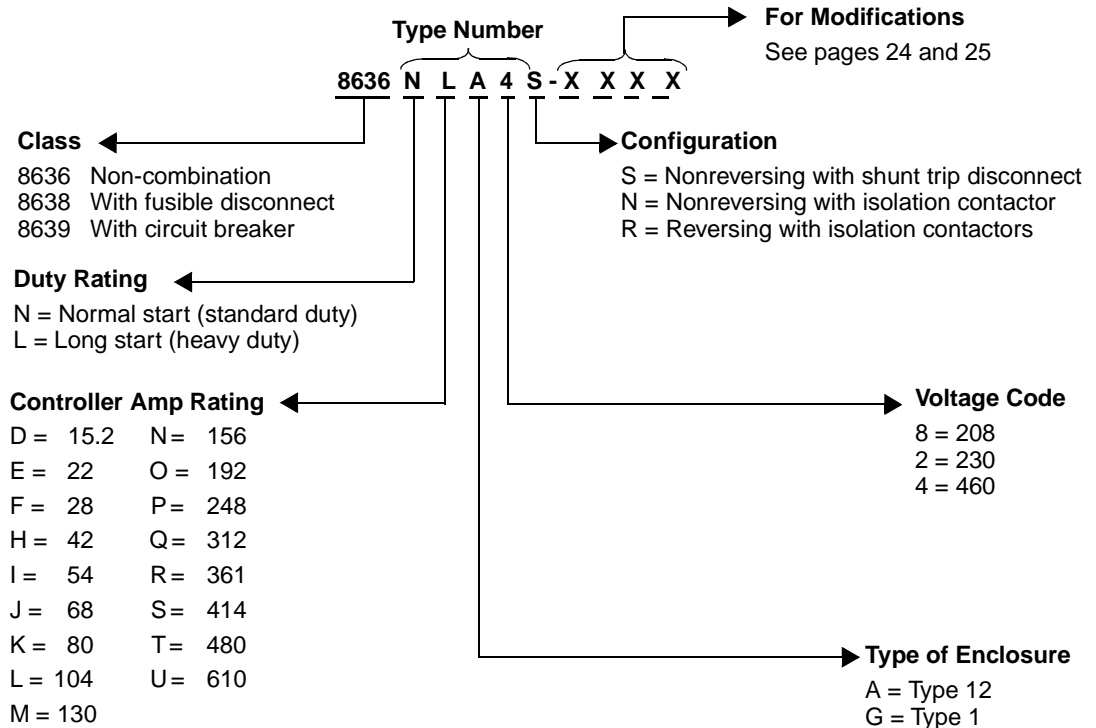 Type Number
For Modifications
See pages 24 and 25
8636 N L A 4 S - X X X X
Class
8636 Non-combination
8638 With fusible disconnect
8639 With circuit breaker
Configuration
S = Nonreversing with shunt trip disconnect
N = Nonreversing with isolation contactor
R = Reversing with isolation contactors
Duty Rating
N = Normal start (standard duty)
L = Long start (heavy duty)
Controller Amp Rating
D = 15.2 N = 156
E = 22 O = 192
F = 28 P = 248
H = 42 Q = 312
I = 54 R = 361
J = 68 S = 414
K = 80 T = 480
L = 104 U = 610
M = 130
Voltage Code
8 = 208
2 = 230
4 = 460
Type of Enclosure
A = Type 12
G = Type 1